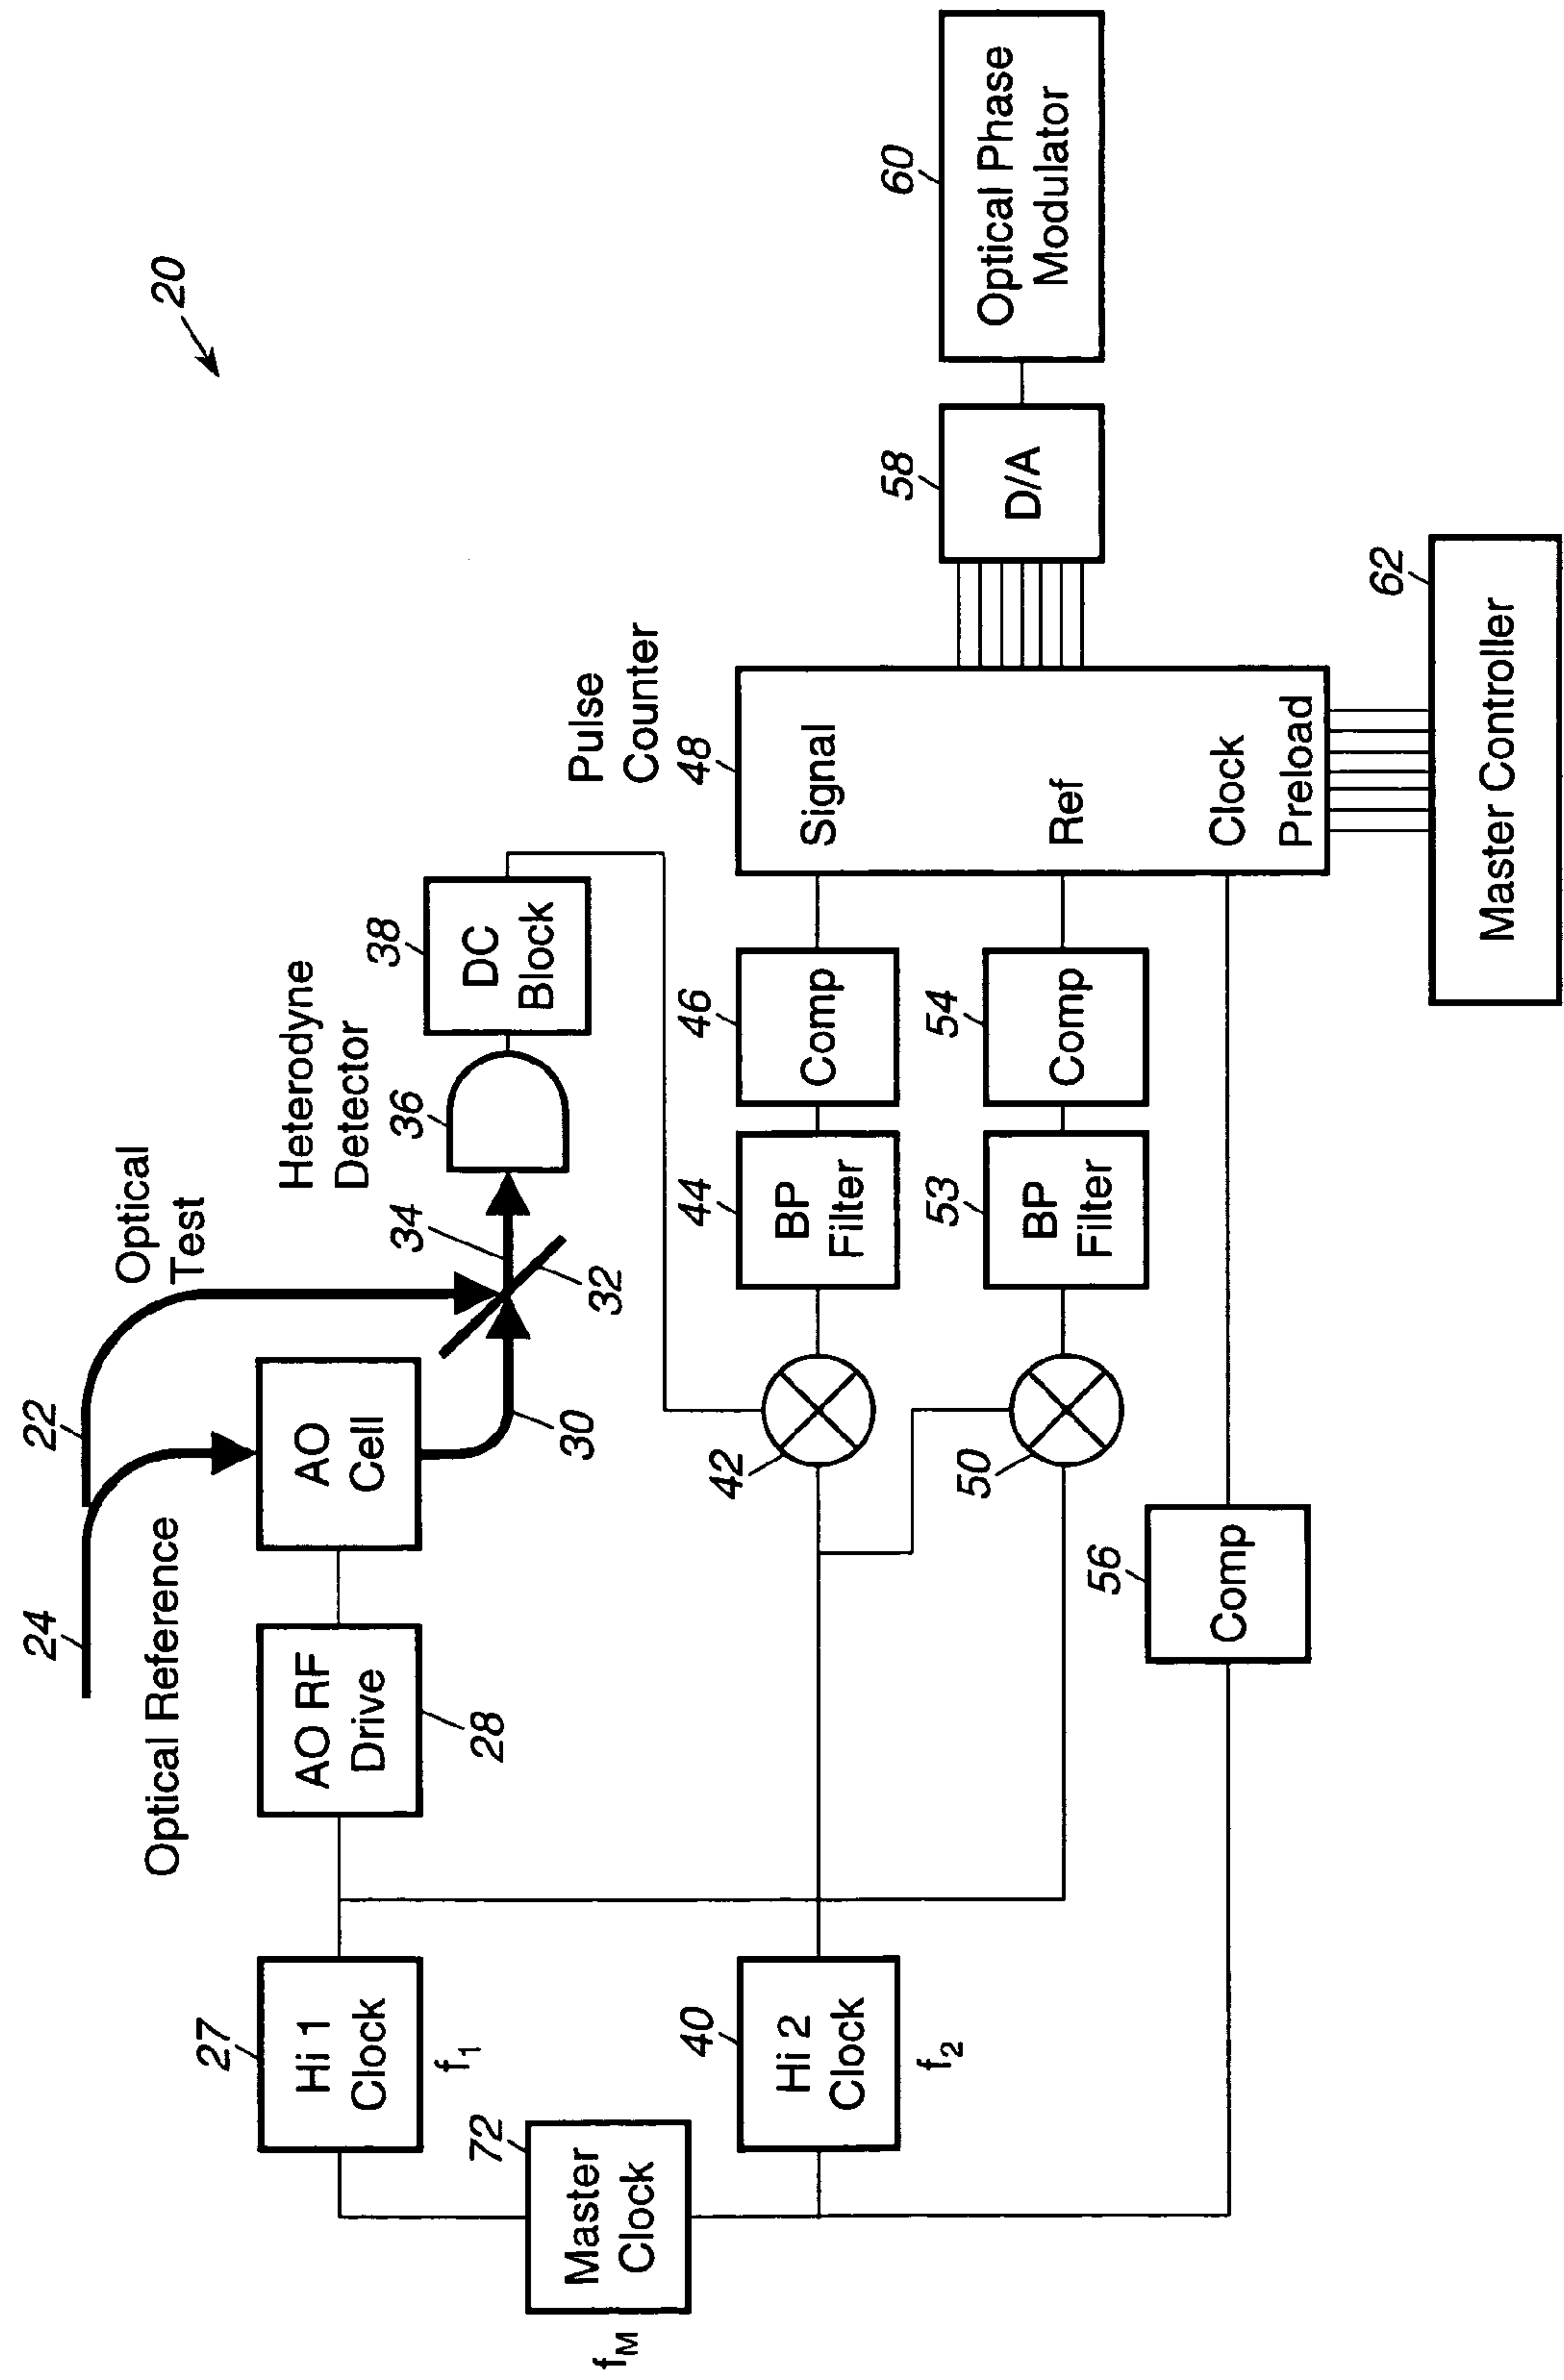 20
24
22
Optical
Test
Optical Reference
27
Hi 1
Clock
f1
AO RF
Drive
28
AO
Cell
30
34
32
Heterodyne
Detector
36
38
DC
Block
72
Master
Clock
fM
40
Hi 2
Clock
f2
42
44
BP
Filter
46
Comp
Pulse
Counter
48
Signal
Ref
Clock
Preload
50
53
BP
Filter
54
Comp
56
Comp
58
D/A
60
Optical Phase
Modulator
62
Master Controller